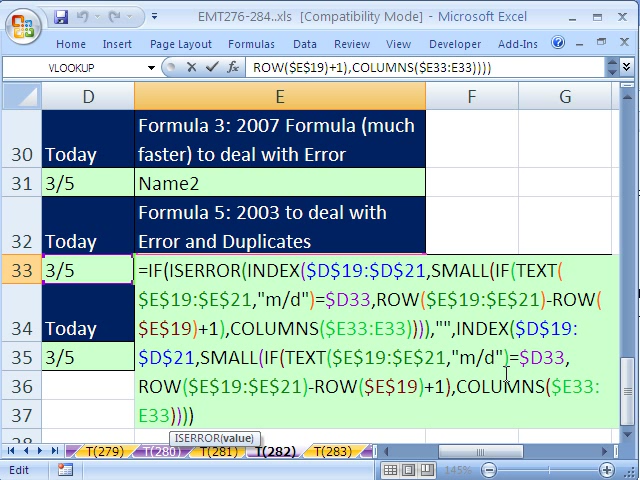 EMT276-284..xls [Compatibility Mode] - Microsoft Excel
Home Insert Page Layout Formulas Data Review View Developer Add-Ins
VLOOKUP fx ROW($E$19)+1),COLUMNS($E33:E33))))
D E F G
30 Today Formula 3: 2007 Formula (much
faster) to deal with Error
31 3/5 Name2
32 Today Formula 5: 2003 to deal with
Error and Duplicates
33 3/5 =IF(ISERROR(INDEX($D$19:$D$21,SMALL(IF(TEXT(
$E$19:$E$21,"m/d")=$D33,ROW($E$19:$E$21)-ROW(
34 Today $E$19)+1),COLUMNS($E33:E33)))),"",INDEX($D$19:
35 3/5 $D$21,SMALL(IF(TEXT($E$19:$E$21,"m/d")=$D33,
36 ROW($E$19:$E$21)-ROW($E$19)+1),COLUMNS($E33:
37 E33))))
ISERROR(value)
T(279) T(280) T(281) T(282) T(283)
Edit 145%